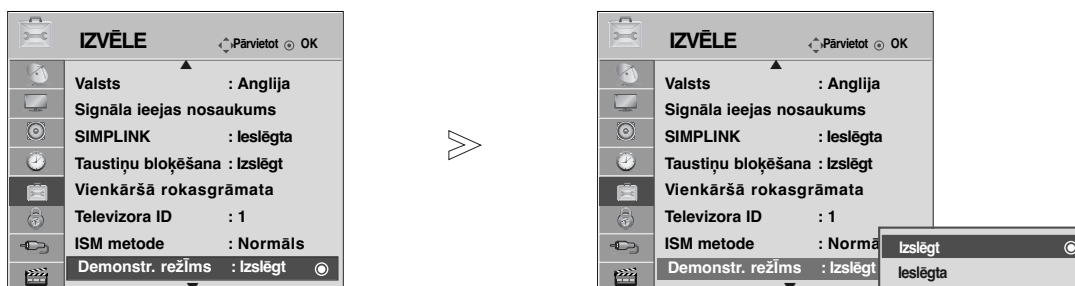 IZVĒLE Pārvietot OK
Valsts : Anglija
Signāla ieejas nosaukums
SIMPLINK : Ieslēgta
Taustiņu bloķēšana : Izslēgt
Vienkāršā rokasgrāmata
Televizora ID : 1
ISM metode : Normāls
Demonstr. režĪms : Izslēgt
IZVĒLE Pārvietot OK
Valsts : Anglija
Signāla ieejas nosaukums
SIMPLINK : Ieslēgta
Taustiņu bloķēšana : Izslēgt
Vienkāršā rokasgrāmata
Televizora ID : 1
ISM metode : Normā
Demonstr. režĪms : Izslēgt
Izslēgt
Ieslēgta